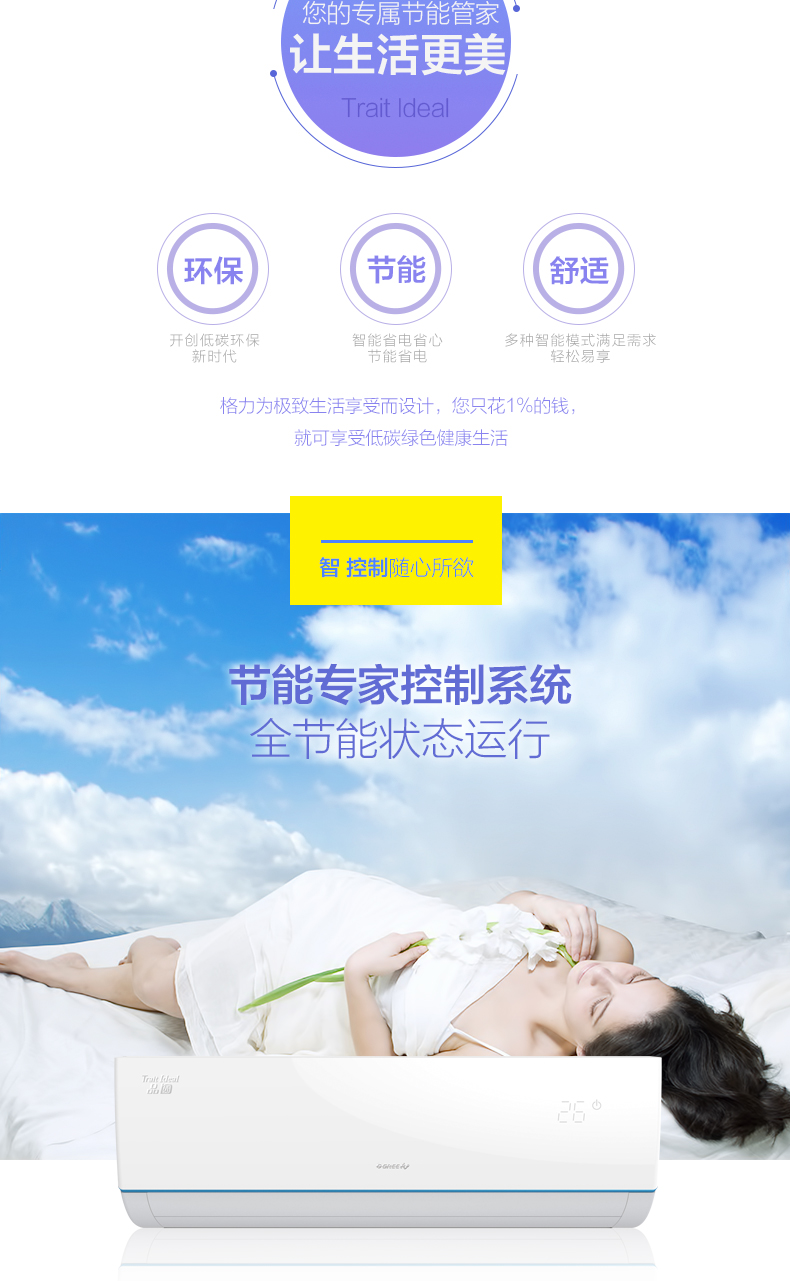 您的专属节能管家
让生活更美
Trait Ideal
环保
节能
舒适
开创低碳环保
新时代
智能省电省心
节能省电
多种智能模式满足需求
轻松易享
格力为极致生活享受而设计，您只花1%的钱，
就可享受低碳绿色健康生活
智 控制随心所欲
节能专家控制系统
全节能状态运行
Trait Ideal
品圆
26
GREE